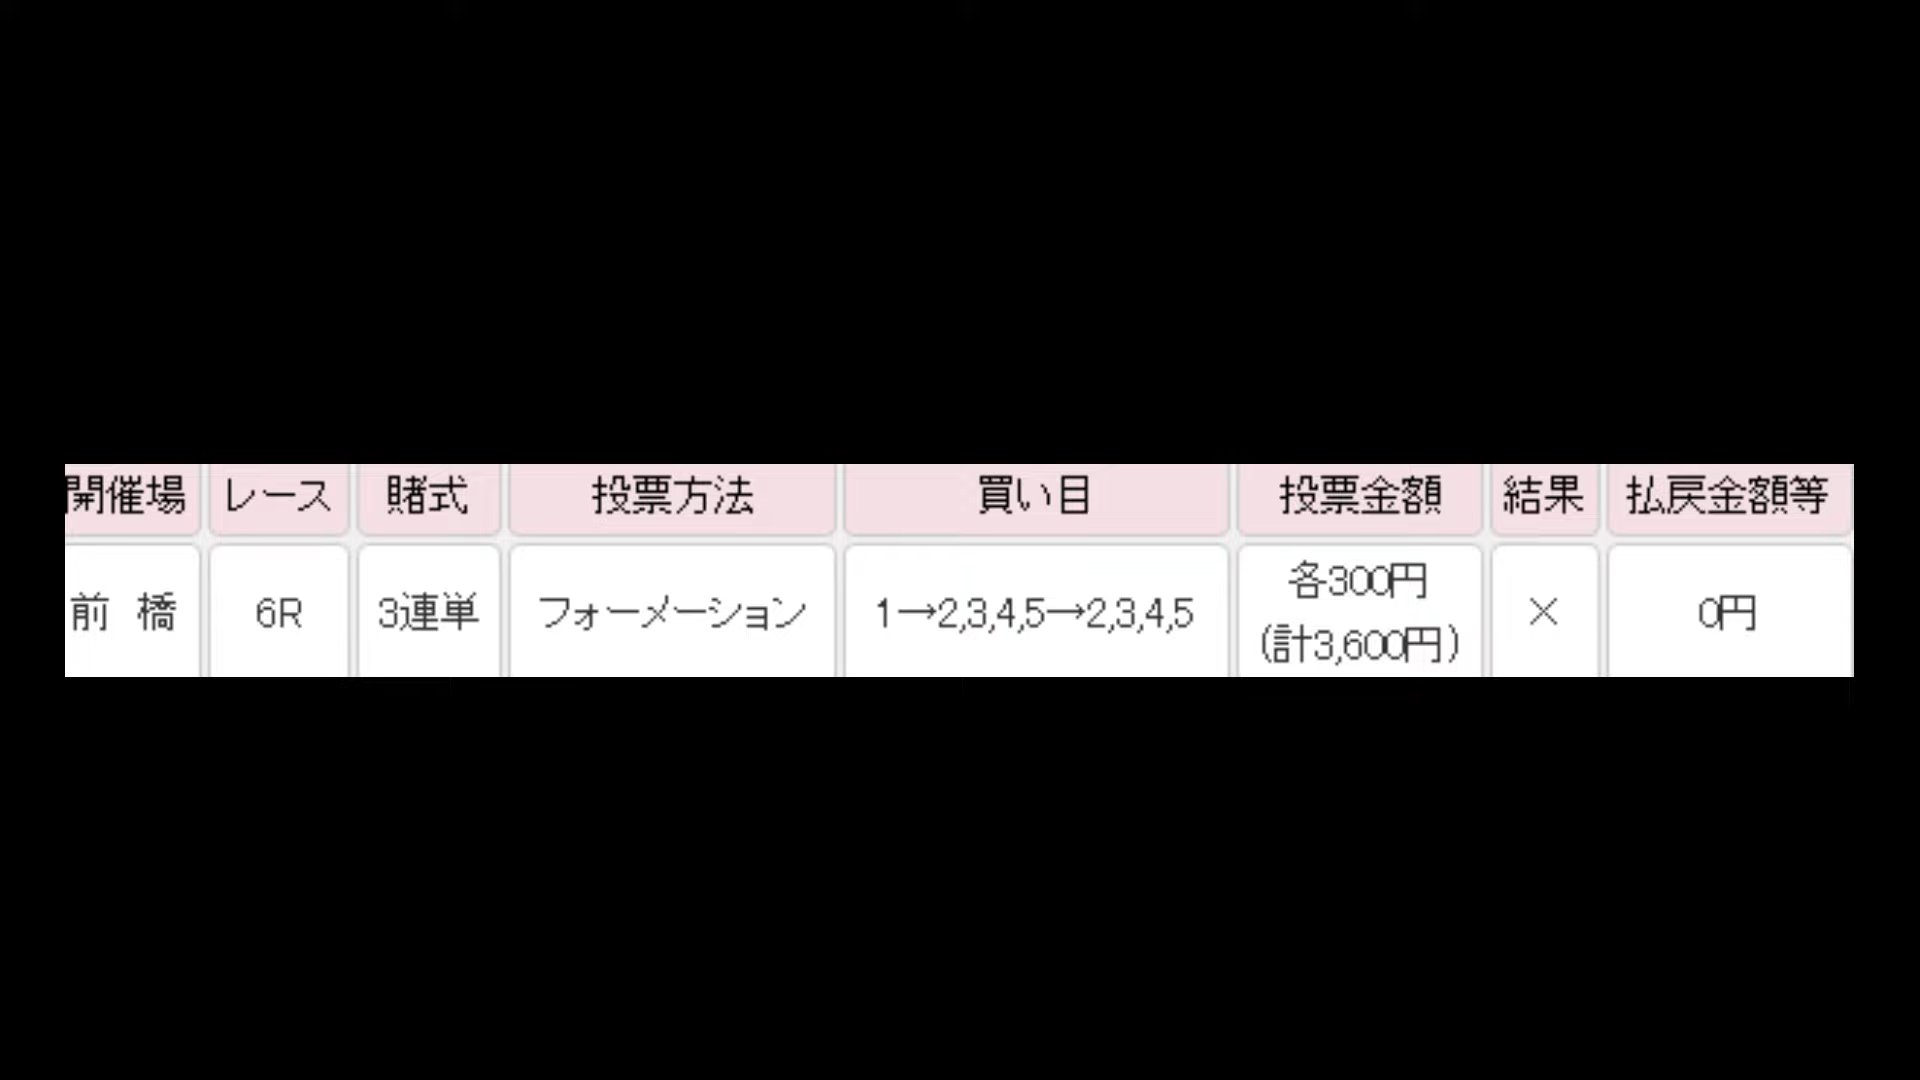 開催場 レース 賭式 投票方法 買い目 投票金額 結果 払戻金額等
前 橋 6R 3連単 フォーメーション 1→2,3,4,5→2,3,4,5 各300円 × 0円
(計3,600円)